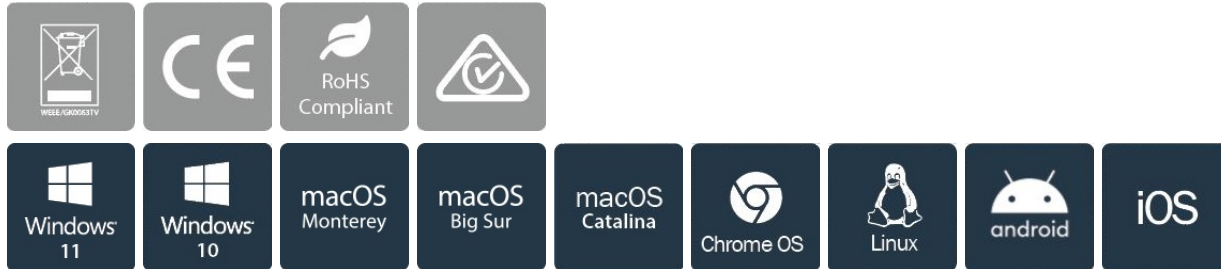 WEEE/GK0063TV
CE
RoHS
Compliant
Windows
11
Windows
10
macOS
Monterey
macOS
Big Sur
macOS
Catalina
Chrome OS
Linux
android
iOS